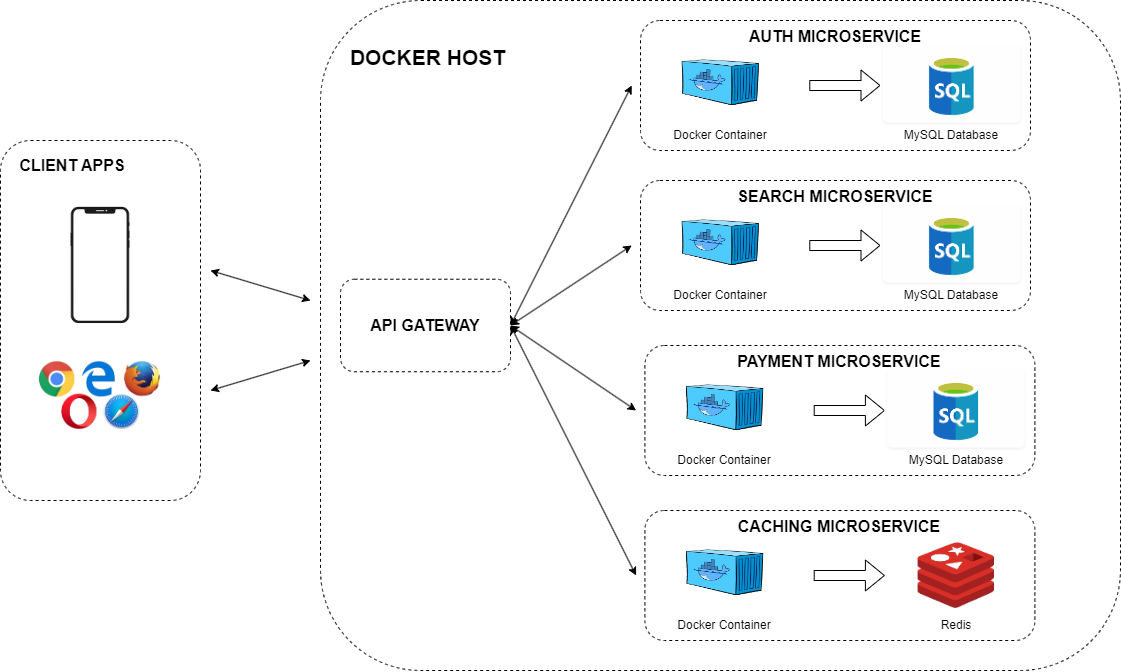 DOCKER HOST
CLIENT APPS
API GATEWAY
AUTH MICROSERVICE
SQL
Docker Container
MySQL Database
SEARCH MICROSERVICE
SQL
Docker Container
MySQL Database
PAYMENT MICROSERVICE
SQL
Docker Container
MySQL Database
CACHING MICROSERVICE
Docker Container
Redis